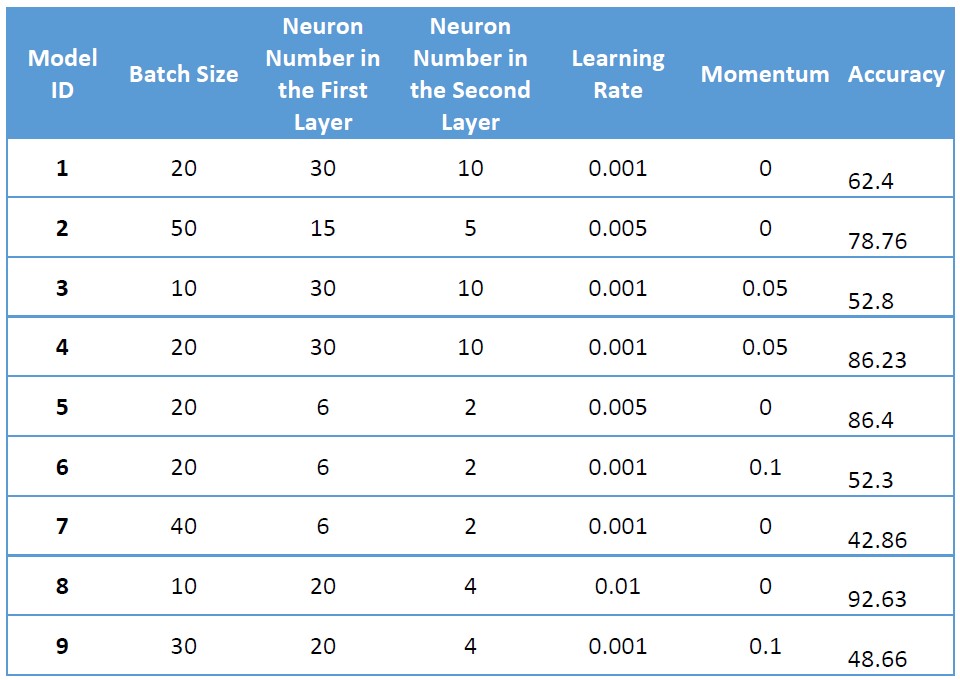 Model ID Batch Size Neuron Number in the First Layer Neuron Number in the Second Layer Learning Rate Momentum Accuracy
1 20 30 10 0.001 0 62.4
2 50 15 5 0.005 0 78.76
3 10 30 10 0.001 0.05 52.8
4 20 30 10 0.001 0.05 86.23
5 20 6 2 0.005 0 86.4
6 20 6 2 0.001 0.1 52.3
7 40 6 2 0.001 0 42.86
8 10 20 4 0.01 0 92.63
9 30 20 4 0.001 0.1 48.66